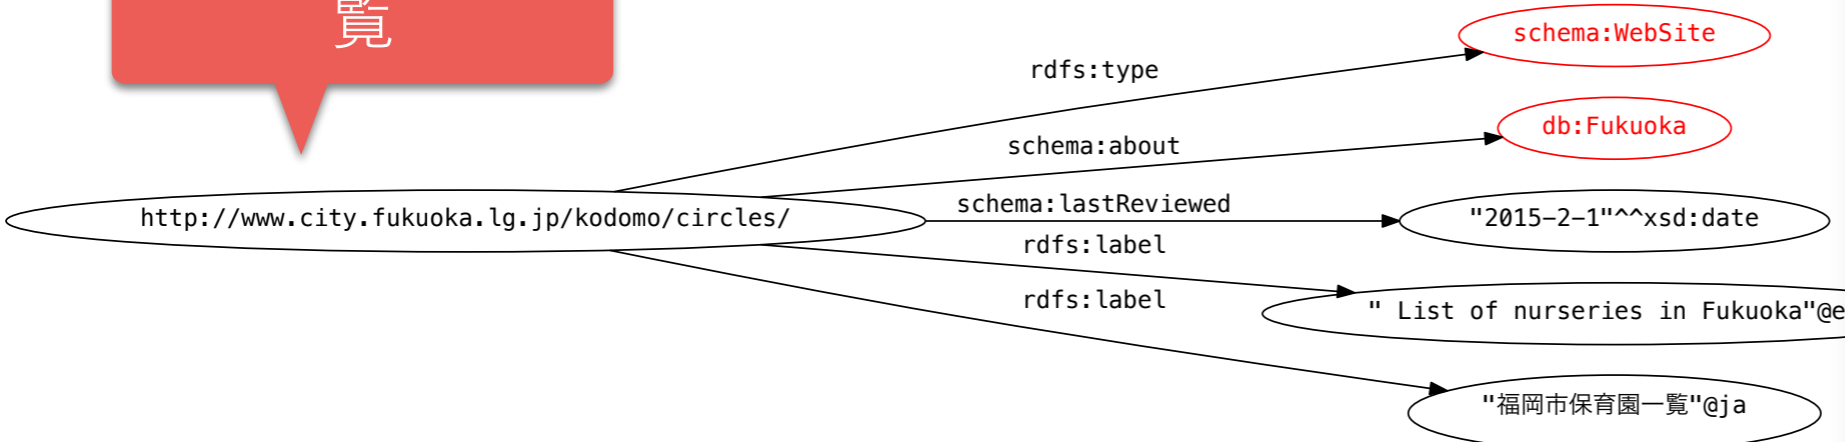 覧
schema:WebSite
rdfs:type
db:Fukuoka
schema:about
schema:lastReviewed
http://www.city.fukuoka.lg.jp/kodomo/circles/
"2015-2-1"^^xsd:date
rdfs:label
" List of nurseries in Fukuoka"@e
rdfs:label
"福岡市保育園一覧"@ja